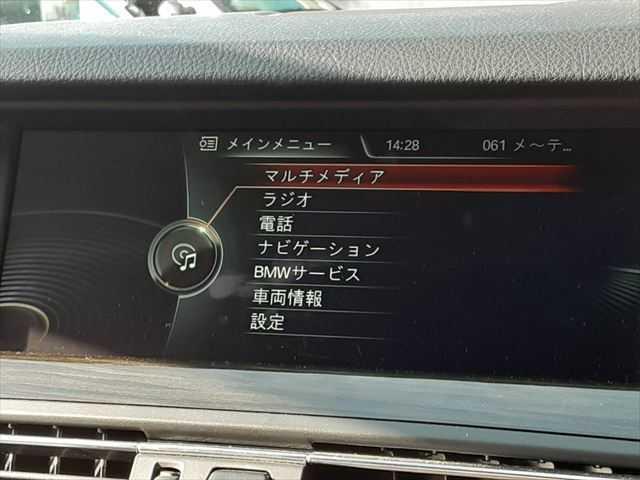 メインメニュー 14:28 061 メ～テ...
マルチメディア
ラジオ
電話
ナビゲーション
BMWサービス
車両情報
設定